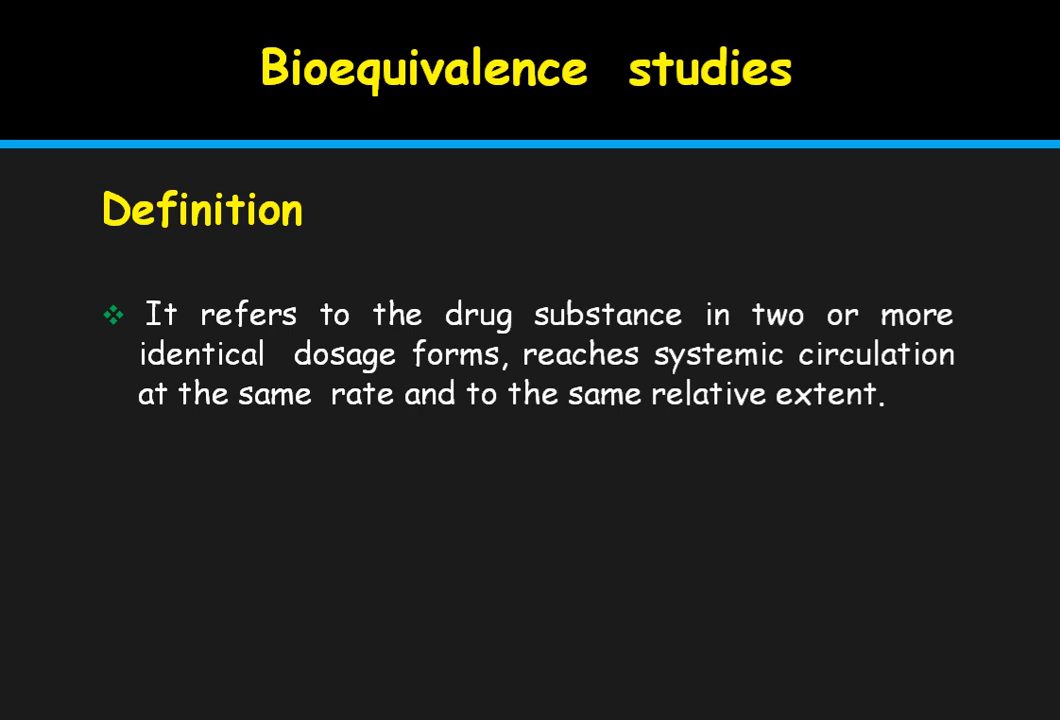 Bioequivalence studies
Definition
❖ It refers to the drug substance in two or more
identical dosage forms, reaches systemic circulation
at the same rate and to the same relative extent.